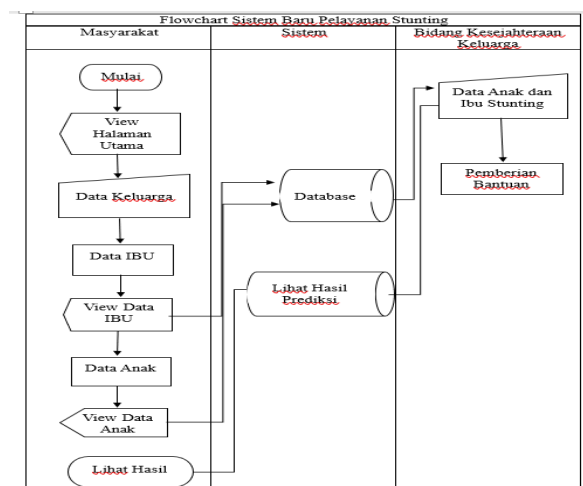 Flowchart Sistem Baru Pelayanan Stunting
Masyarakat
Sistem
Bidang Kesejahteraan
Keluarga
Mulai
View
Halaman
Utama
Data Keluarga
Data IBU
View Data
IBU
Data Anak
View Data
Anak
Lihat Hasil
Database
Lihat Hasil
Prediksi
Data Anak dan
Ibu Stunting
Pemberian
Bantuan